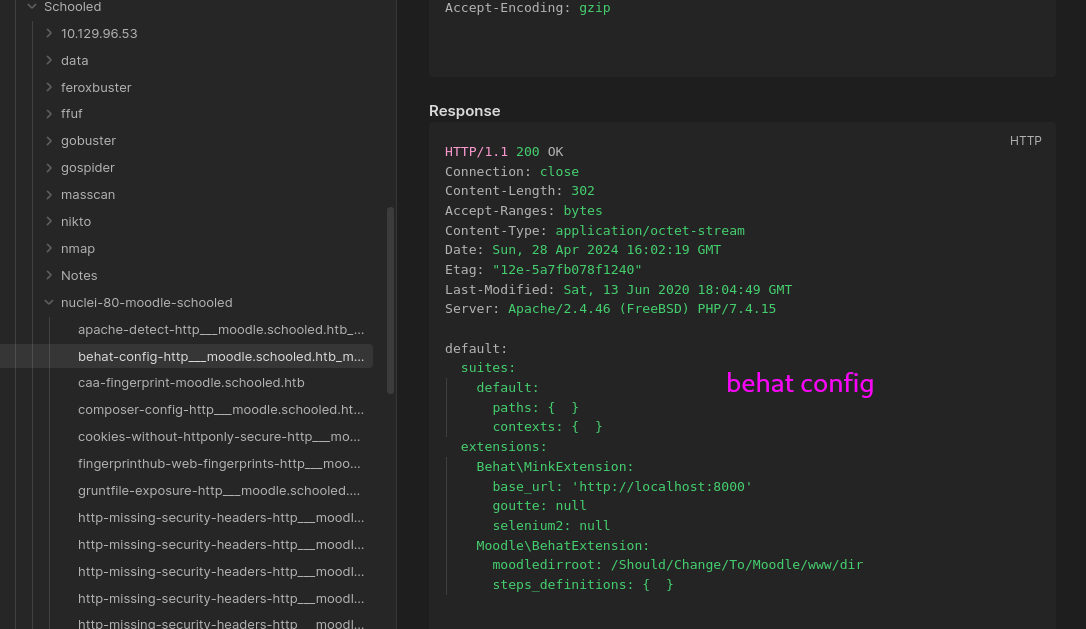 Schooled
10.129.96.53
data
feroxbuster
ffuf
gobuster
gospider
masscan
nikto
nmap
Notes
nuclei-80-moodle-schooled
apache-detect-http___moodle.schooled.htb_...
behat-config-http___moodle.schooled.htb_m...
caa-fingerprint-moodle.schooled.htb
composer-config-http___moodle.schooled.ht...
cookies-without-httponly-secure-http___mo...
fingerprinthub-web-fingerprints-http___moo...
gruntfile-exposure-http___moodle.schooled....
http-missing-security-headers-http___moodl...
http-missing-security-headers-http___moodl...
http-missing-security-headers-http___moodl...
http-missing-security-headers-http___moodl...
http-missing-security-headers-http___moodl...
Accept-Encoding: gzip
Response
HTTP
HTTP/1.1 200 OK
Connection: close
Content-Length: 302
Accept-Ranges: bytes
Content-Type: application/octet-stream
Date: Sun, 28 Apr 2024 16:02:19 GMT
Etag: "12e-5a7fb078f1240"
Last-Modified: Sat, 13 Jun 2020 18:04:49 GMT
Server: Apache/2.4.46 (FreeBSD) PHP/7.4.15
default:
  suites:
    default:
      paths: {  }
      contexts: {  }
  extensions:
    Behat\MinkExtension:
      base_url: 'http://localhost:8000'
      goutte: null
      selenium2: null
    Moodle\BehatExtension:
      moodledirroot: /Should/Change/To/Moodle/www/dir
      steps_definitions: {  }
behat config